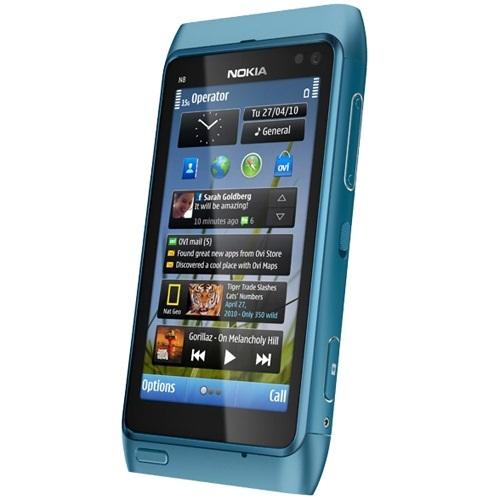 NOKIA
N8
3.5G Operator
Tu 27/04/10
General
ovi
Sarah Goldberg
It will be amazing!
10 minutes ago 6
OVI mail (5)
Found great new apps from Ovi Store
Discovered a cool place with Ovi Maps
Nat Geo
Tiger Trade Slashes
Cats' Numbers
April 27,
2010 - Only 350 wild
Gorillaz - On Melancholy Hill
Options
Call